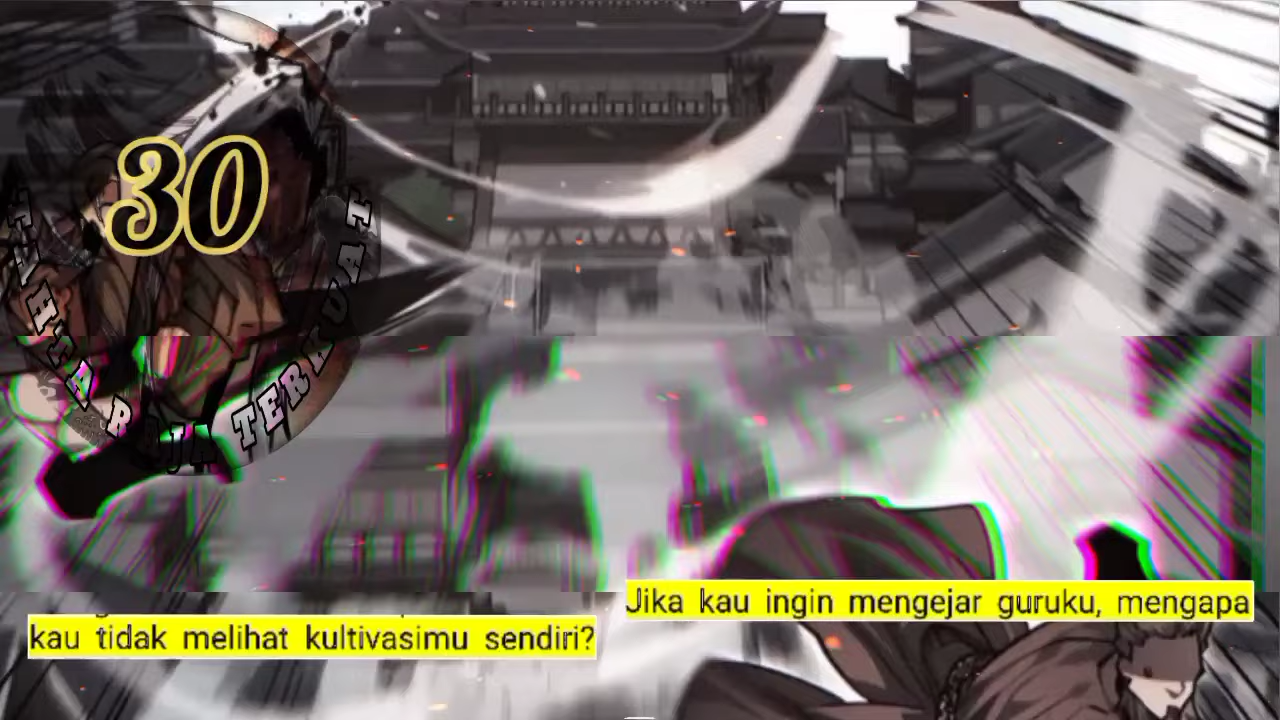 30
RAJA TERKUAT
Jika kau ingin mengejar guruku, mengapa
kau tidak melihat kultivasimu sendiri?